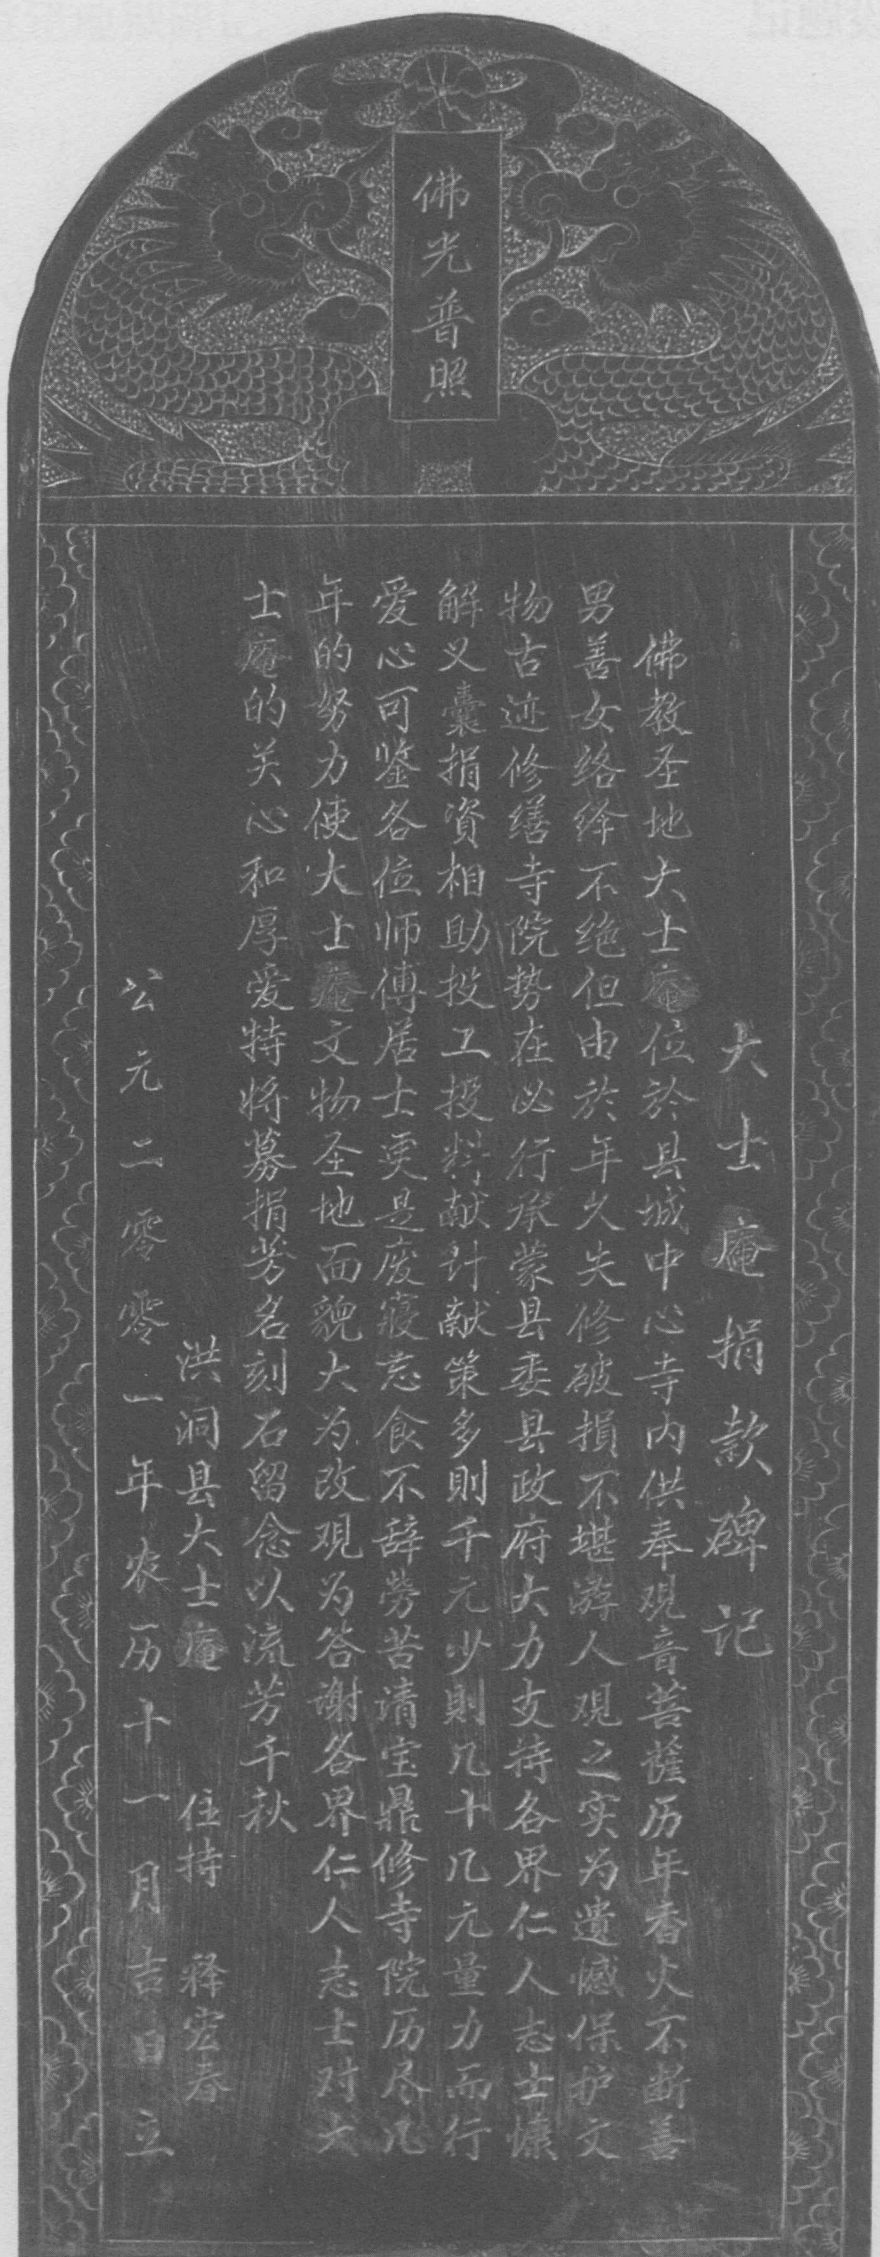 佛光普照
大士庵捐款碑记
佛教圣地大士庵位於县城中心寺内供奉观音菩萨历年香火不断善
男善女络绎不绝但由於年久失修破损不堪游人观之实为遗憾保护文
物古迹修缮寺院势在必行承蒙县委县政府大力支持各界仁人志士慷
解义囊捐资相助投工投料献计献策多則千元少則几十几元量力而行
爱心可鉴各位师傅居士更是废寝忘食不辞劳苦请宝鼎修寺院历尽几
年的努力使大士庵文物圣地面貌大为改观为答谢各界仁人志士对大
士庵的关心和厚爱特将募捐芳名刻石留念以流芳千秋
洪洞县大士庵 住持 释宏春
公元二零零一年农历十一月吉日立